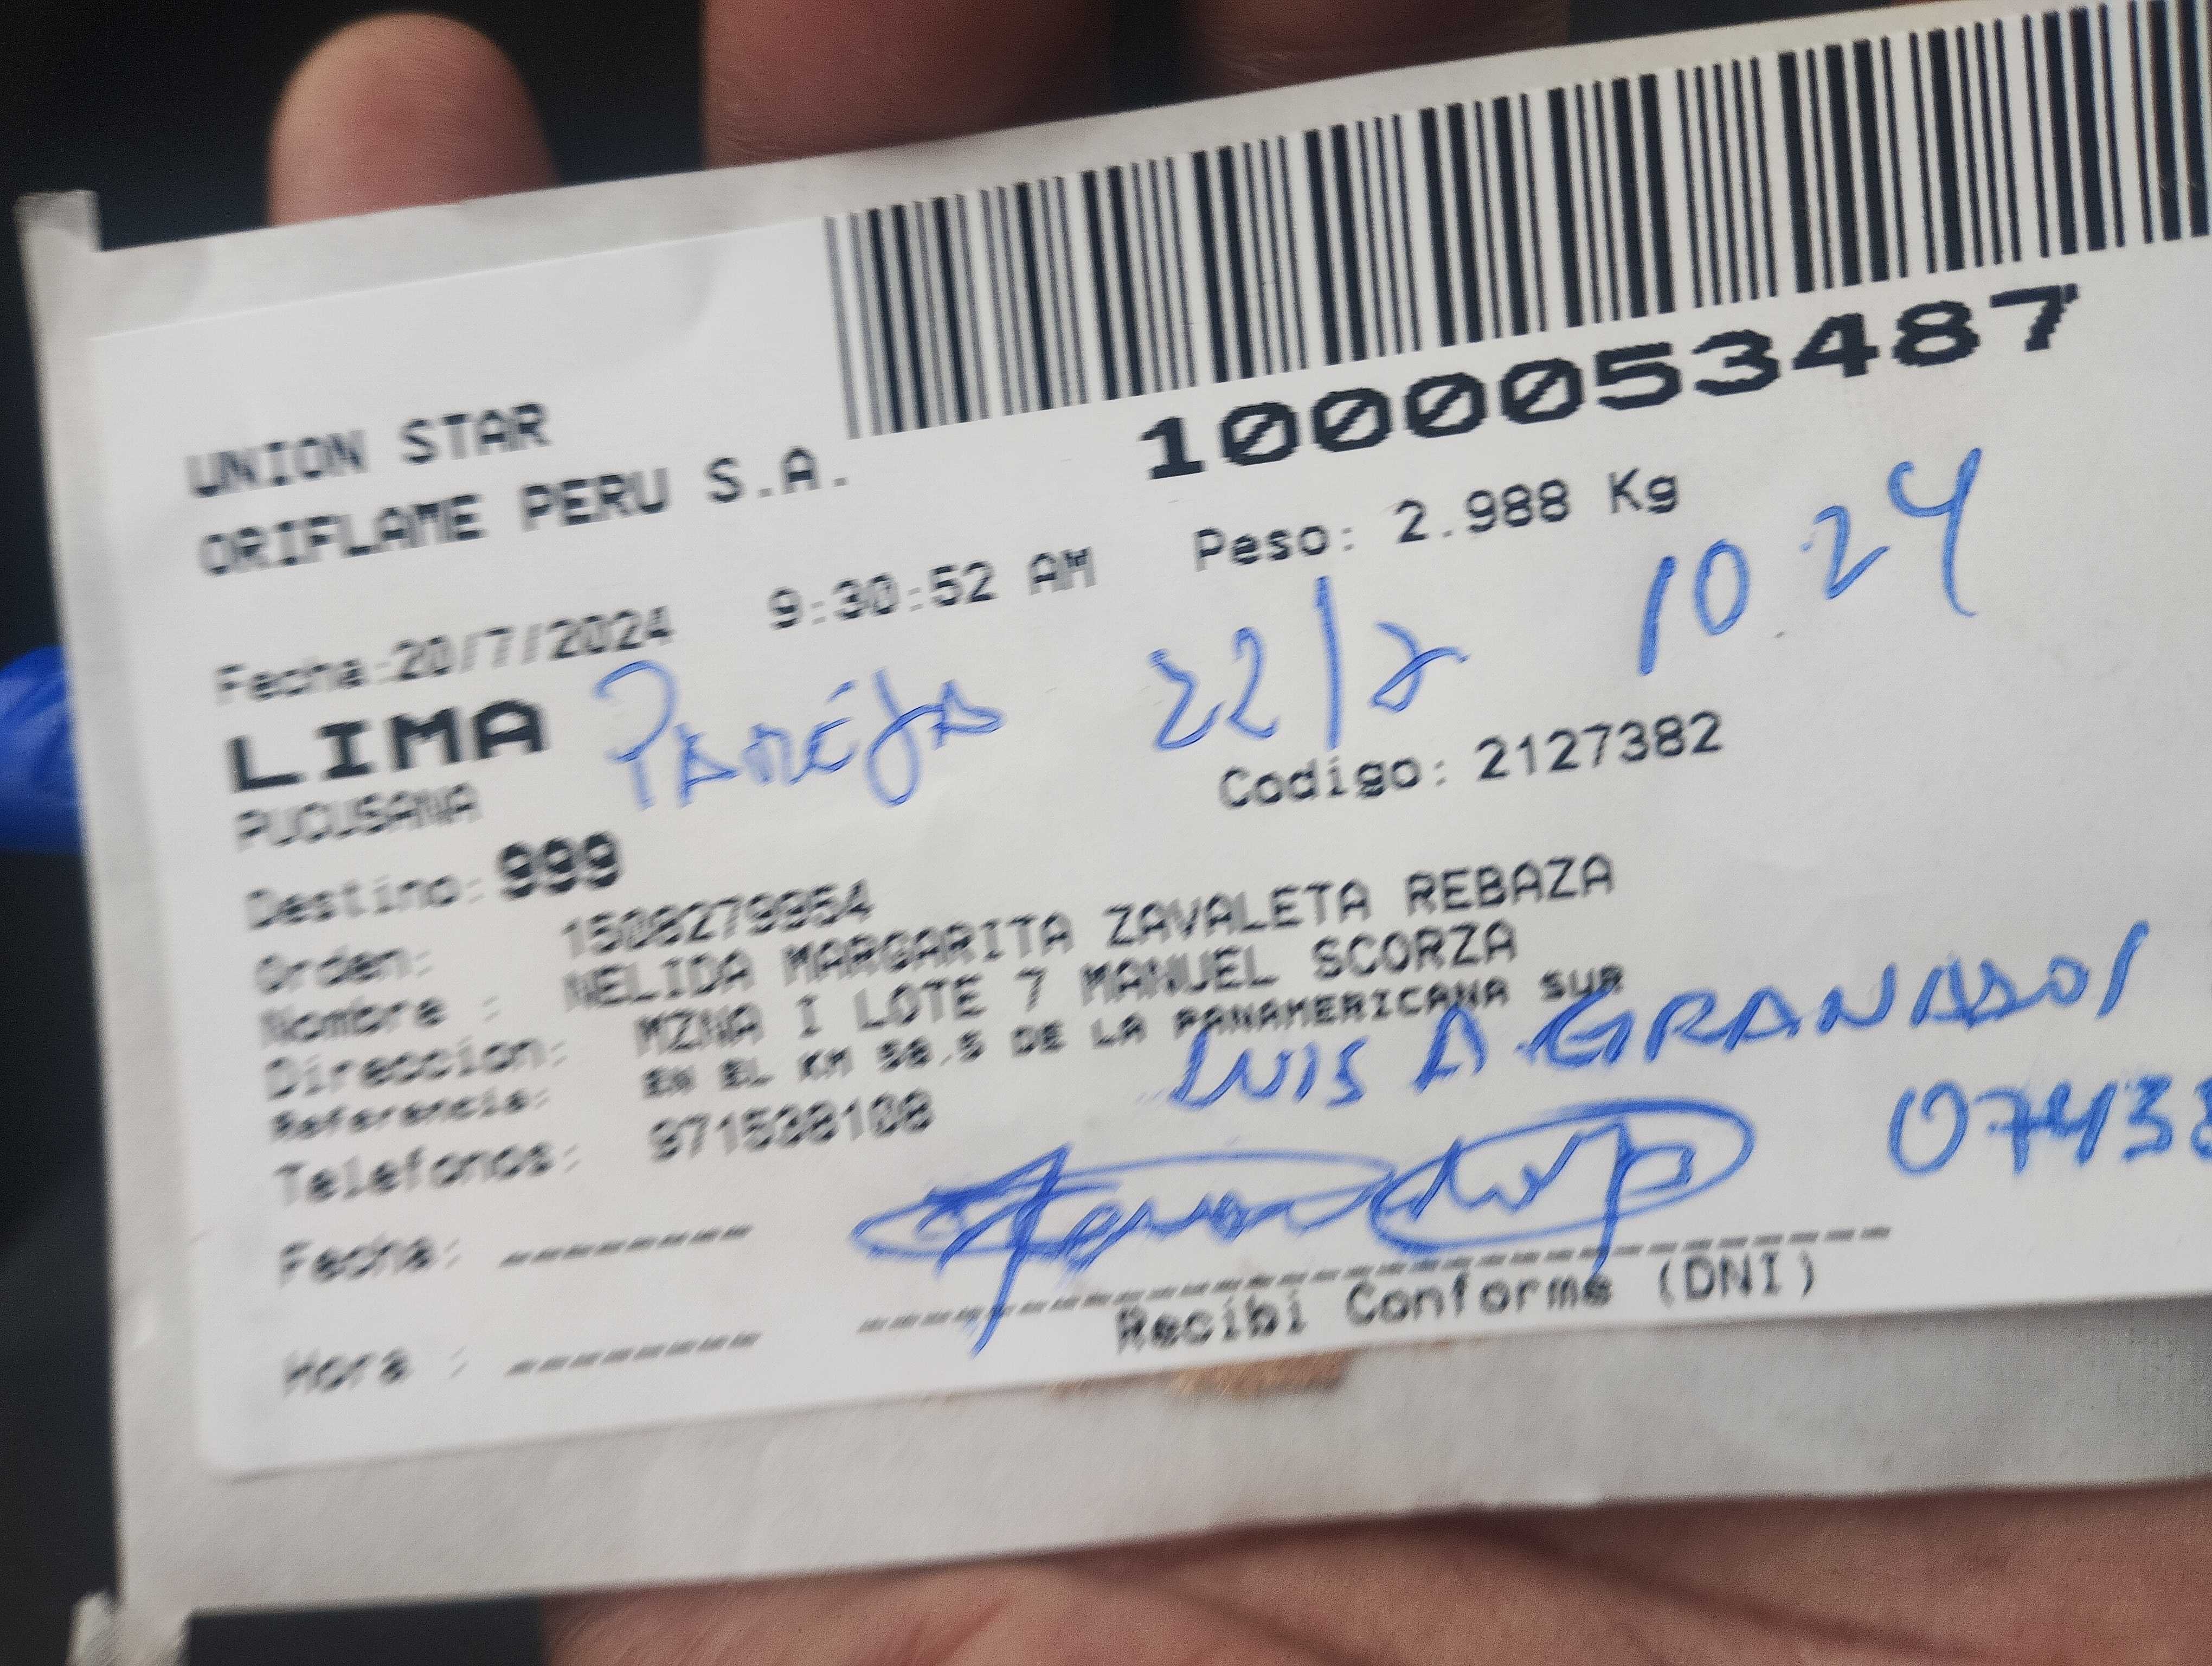 UNION STAR
ORIFLAME PERU S.A.
1000053487
Fecha:20/7/2024 9:30:52 AM Peso: 2.988 Kg
LIMA Pareja 22/7 10 24
PUCUSANA Codigo: 2127382
Destino: 999
Orden: 1508279954
Nombre : NELIDA MARGARITA ZAVALETA REBAZA
Direccion: MZNA I LOTE 7 MANUEL SCORZA
Referencia: EN EL KM 58.5 DE LA PANAMERICANA SUR
LUIS A. GRANADOS
Telefonos: 971538108
07433
Fecha: --------
Recibi Conforme (DNI)
Hora : --------